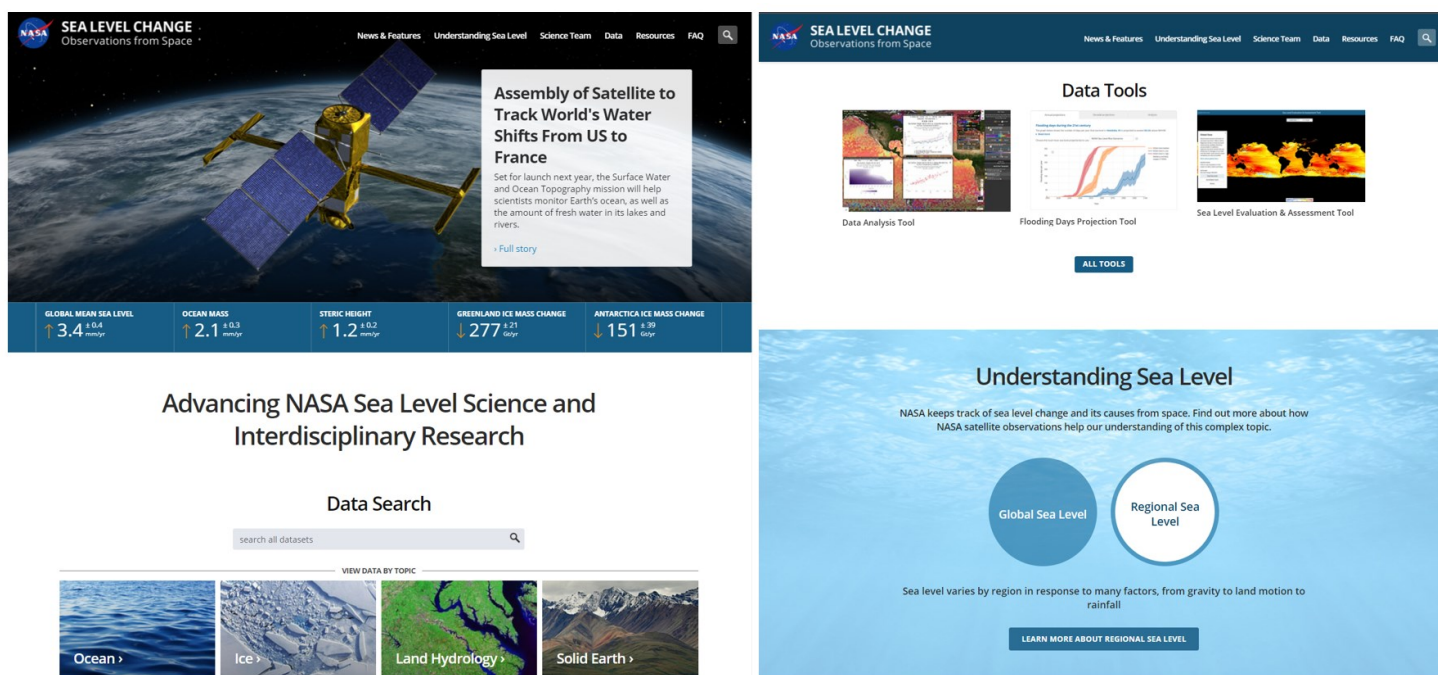 NASA
SEA LEVEL CHANGE
Observations from Space
News & Features Understanding Sea Level Science Team Data Resources FAQ
Assembly of Satellite to
Track World's Water
Shifts From US to
France
Set for launch next year, the Surface Water
and Ocean Topography mission will help
scientists monitor Earth's ocean, as well as
the amount of fresh water in its lakes and
rivers.
› Full story
GLOBAL MEAN SEA LEVEL
↑ 3.4 ± 0.4 mm/yr
OCEAN MASS
↑ 2.1 ± 0.3 mm/yr
STERIC HEIGHT
↑ 1.2 ± 0.2 mm/yr
GREENLAND ICE MASS CHANGE
↓ 277 ± 21 Gt/yr
ANTARCTICA ICE MASS CHANGE
↓ 151 ± 39 Gt/yr
Advancing NASA Sea Level Science and
Interdisciplinary Research
Data Search
search all datasets
VIEW DATA BY TOPIC
Ocean ›
Ice ›
Land Hydrology ›
Solid Earth ›
NASA
SEA LEVEL CHANGE
Observations from Space
News & Features Understanding Sea Level Science Team Data Resources FAQ
Data Tools
Data Analysis Tool
Flooding Days Projection Tool
Sea Level Evaluation & Assessment Tool
ALL TOOLS
Understanding Sea Level
NASA keeps track of sea level change and its causes from space. Find out more about how
NASA satellite observations help our understanding of this complex topic.
Global Sea Level
Regional Sea
Level
Sea level varies by region in response to many factors, from gravity to land motion to
rainfall
LEARN MORE ABOUT REGIONAL SEA LEVEL